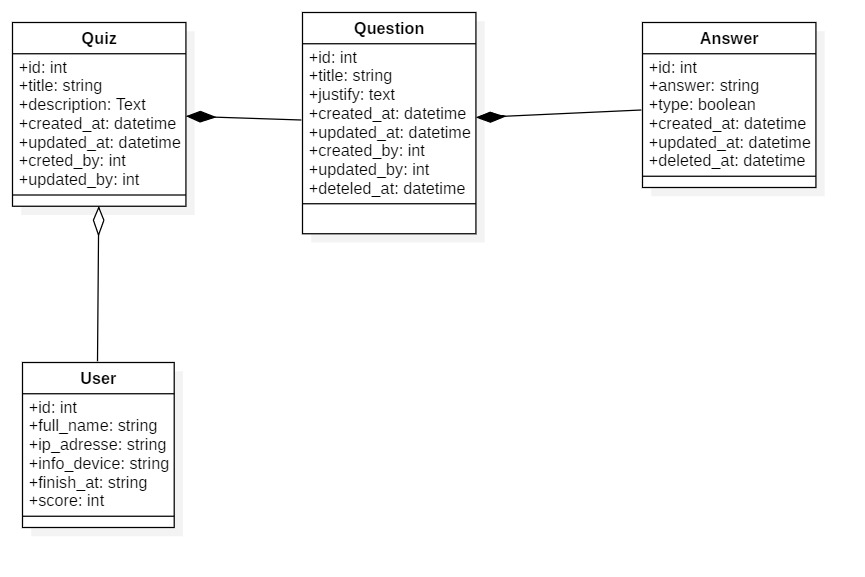 Quiz
+id: int
+title: string
+description: Text
+created_at: datetime
+updated_at: datetime
+creted_by: int
+updated_by: int
Question
+id: int
+title: string
+justify: text
+created_at: datetime
+updated_at: datetime
+created_by: int
+updated_by: int
+deteled_at: datetime
Answer
+id: int
+answer: string
+type: boolean
+created_at: datetime
+updated_at: datetime
+deleted_at: datetime
User
+id: int
+full_name: string
+ip_adresse: string
+info_device: string
+finish_at: string
+score: int